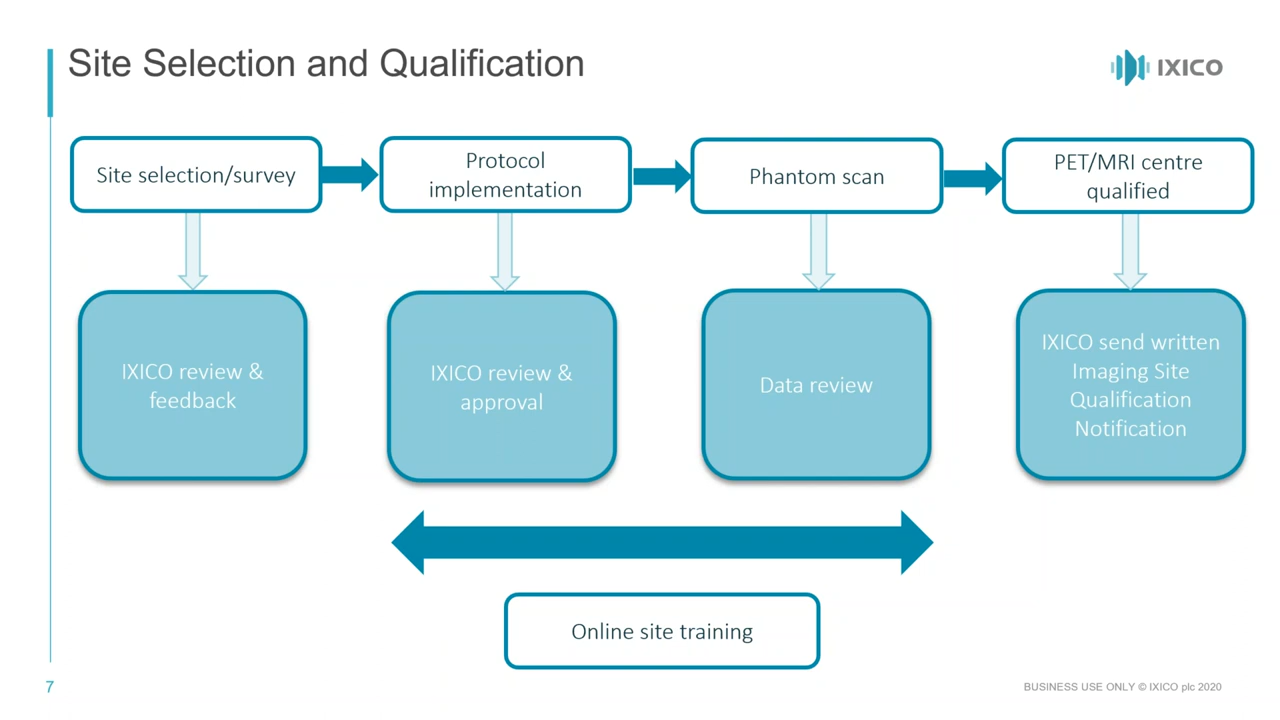 Site Selection and Qualification
IXICO
Site selection/survey
Protocol
implementation
Phantom scan
PET/MRI centre
qualified
IXICO review &
feedback
IXICO review &
approval
Data review
IXICO send written
Imaging Site
Qualification
Notification
Online site training
7
BUSINESS USE ONLY © IXICO plc 2020